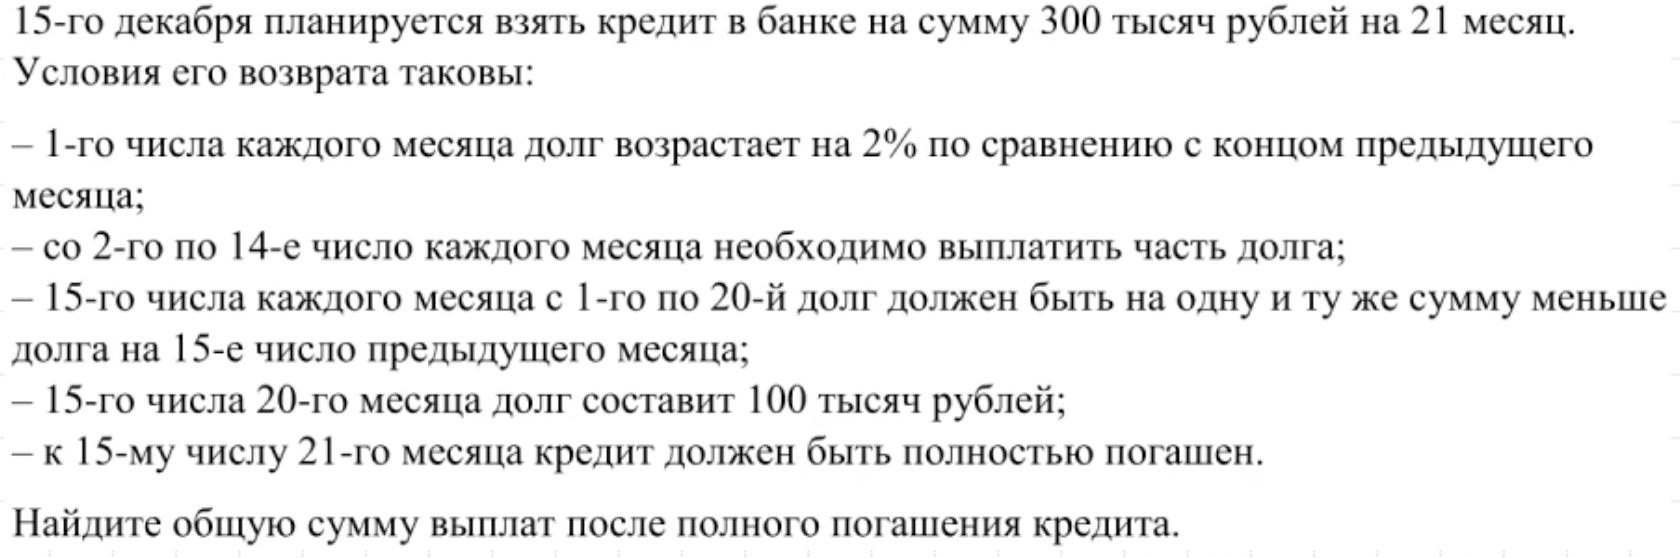 15-го декабря планируется взять кредит в банке на сумму 300 тысяч рублей на 21 месяц.
Условия его возврата таковы:
– 1-го числа каждого месяца долг возрастает на 2% по сравнению с концом предыдущего
месяца;
– со 2-го по 14-е число каждого месяца необходимо выплатить часть долга;
– 15-го числа каждого месяца с 1-го по 20-й долг должен быть на одну и ту же сумму меньше
долга на 15-е число предыдущего месяца;
– 15-го числа 20-го месяца долг составит 100 тысяч рублей;
– к 15-му числу 21-го месяца кредит должен быть полностью погашен.
Найдите общую сумму выплат после полного погашения кредита.